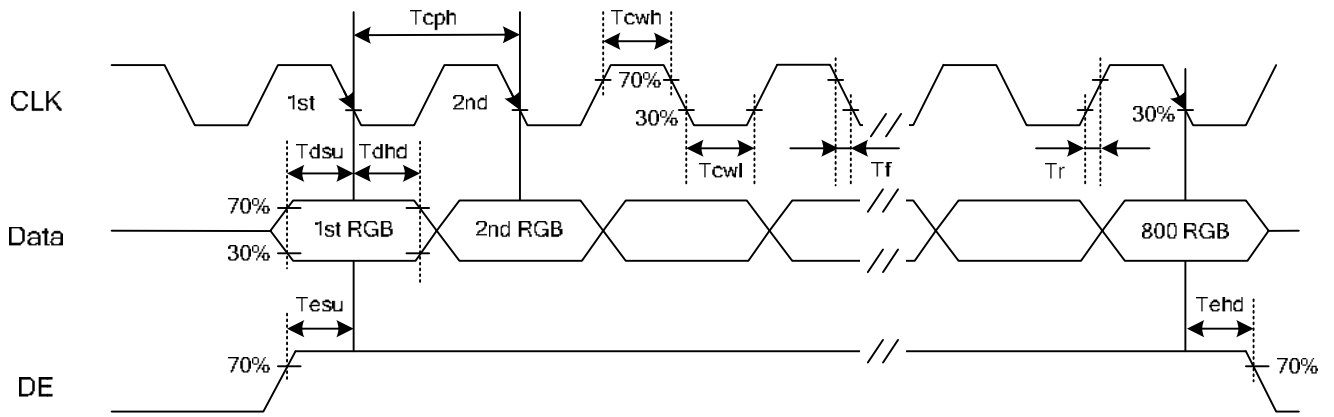 Tcph
Tcwh
CLK
1st
2nd
70%
30%
30%
Tdsu
Tdhd
Tcwl
Tf
Tr
70%
Data
1st RGB
2nd RGB
800 RGB
30%
Tesu
Tehd
70%
70%
DE